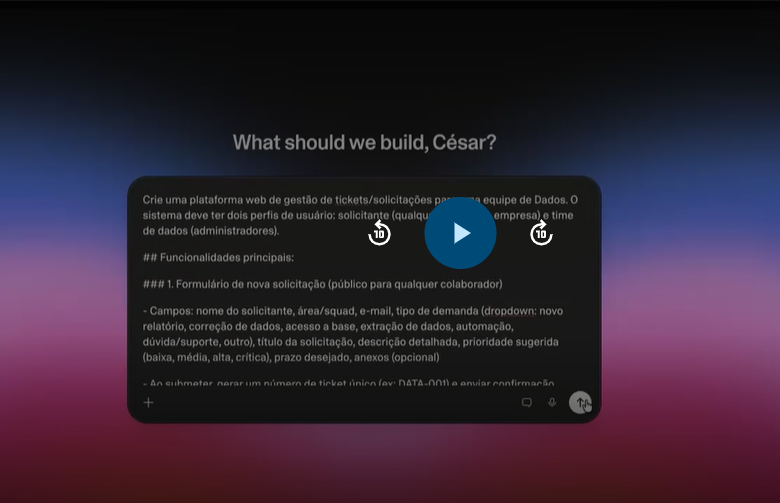 What should we build, César?
Crie uma plataforma web de gestão de tickets/solicitações equipe de Dados. O
sistema deve ter dois perfis de usuário: solicitante empresa) e time
de dados (administradores).
## Funcionalidades principais:
### 1. Formulário de nova solicitação (público para qualquer colaborador)
- Campos: nome do solicitante, área/squad, e-mail, tipo de demanda (dropdown: novo
relatório, correção de dados, acesso a base, extração de dados, automação,
dúvida/suporte, outro), título da solicitação, descrição detalhada, prioridade sugerida
(baixa, média, alta, crítica), prazo desejado, anexos (opcional)
- Ao submeter, gerar um número de ticket único (ex: DATA-001) e enviar confirmação
10
10